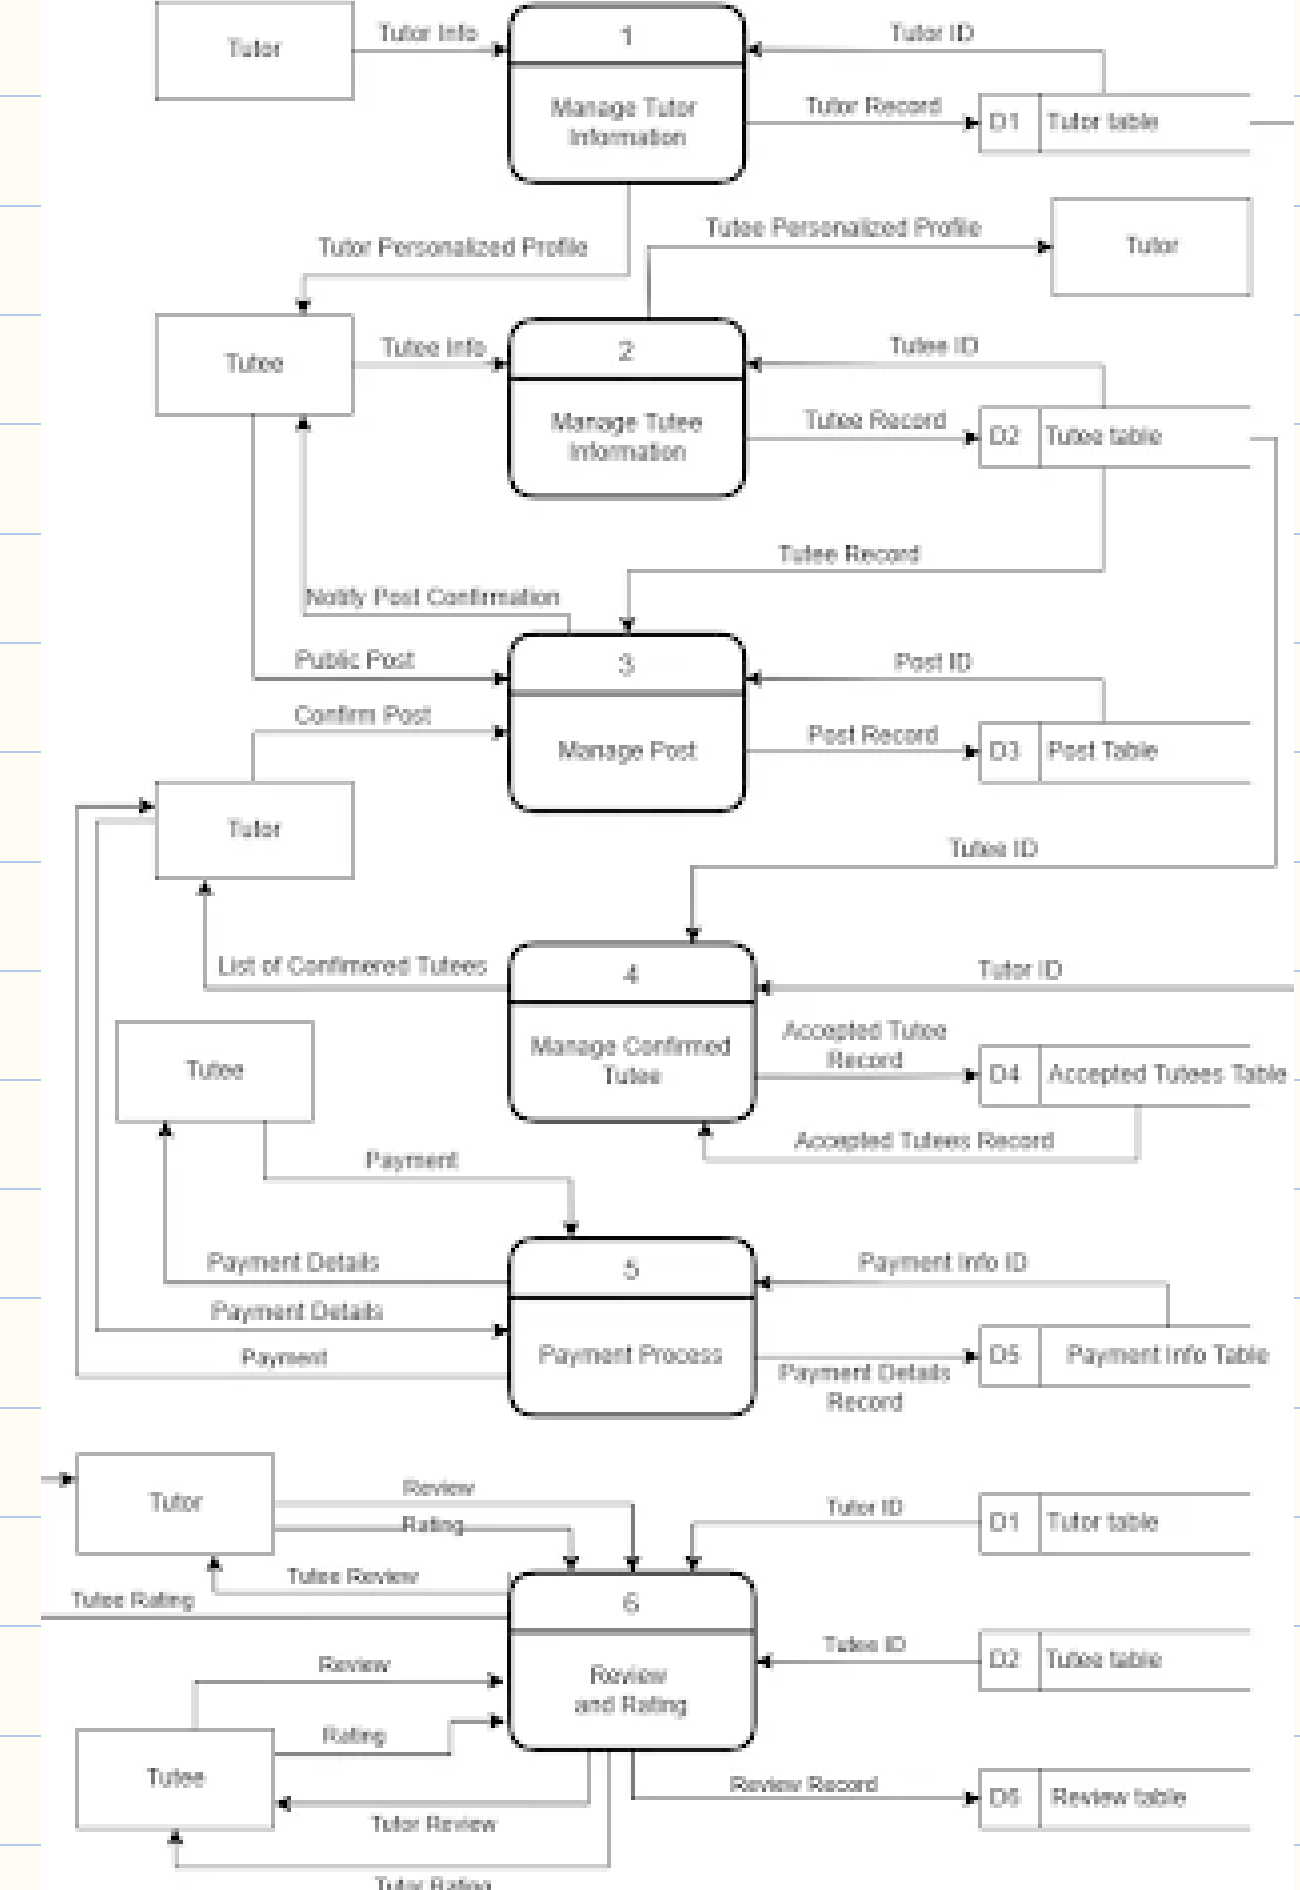 Tutor
Tutor Info
1
Tutor ID
Manage Tutor
Information
Tutor Record
D1
Tutor table
Tutor Personalized Profile
Tutee Personalized Profile
Tutor
Tutee
Tutee Info
2
Tutee ID
Manage Tutee
Information
Tutee Record
D2
Tutee table
Tutee Record
Notify Post Confirmation
Public Post
3
Post ID
Confirm Post
Manage Post
Post Record
D3
Post Table
Tutor
Tutee ID
List of Confimered Tutees
4
Tutor ID
Manage Confirmed
Tutee
Accepted Tutee
Record
D4
Accepted Tutees Table
Tutee
Accepted Tutees Record
Payment
Payment Details
5
Payment Info ID
Payment Details
Payment
Payment Process
Payment Details
Record
D5
Payment Info Table
Tutor
Review
Rating
Tutor ID
D1
Tutor table
Tutee Review
Tutee Rating
6
Review
and Rating
Tutee ID
D2
Tutee table
Review
Rating
Tutee
Tutor Review
Review Record
D6
Review table
Tutor Rating